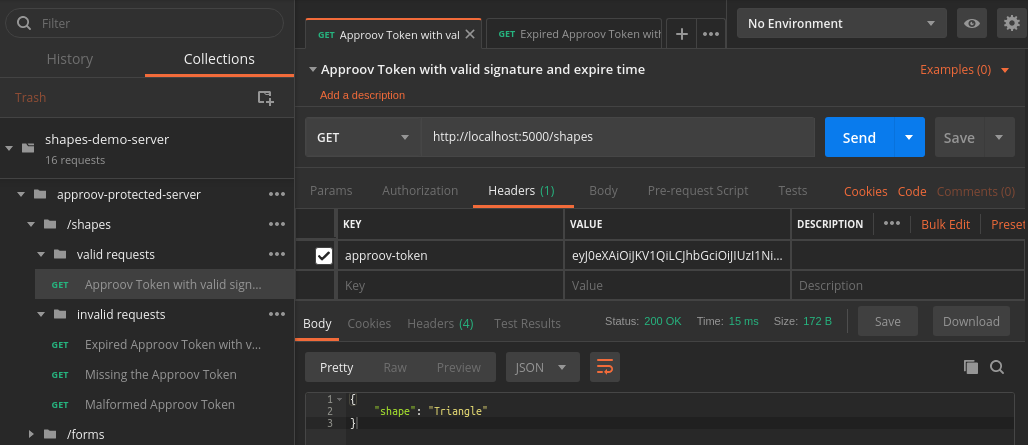 Filter
History
Collections
Trash
shapes-demo-server
16 requests
approov-protected-server
/shapes
valid requests
GET Approov Token with valid sign...
invalid requests
GET Expired Approov Token with v...
GET Missing the Approov Token
GET Malformed Approov Token
/forms
GET Approov Token with val
GET Expired Approov Token with
No Environment
Approov Token with valid signature and expire time
Examples (0)
Add a description
GET http://localhost:5000/shapes
Send
Save
Params Authorization Headers (1) Body Pre-request Script Tests
Cookies Code Comments (0)
KEY VALUE DESCRIPTION Bulk Edit Preset
approov-token eyJ0eXAiOiJKV1QiLCJhbGciOiJIUzI1Ni...
Key Value Description
Body Cookies Headers (4) Test Results
Status: 200 OK Time: 15 ms Size: 172 B
Save Download
Pretty Raw Preview JSON
1 {
2 "shape": "Triangle"
3 }